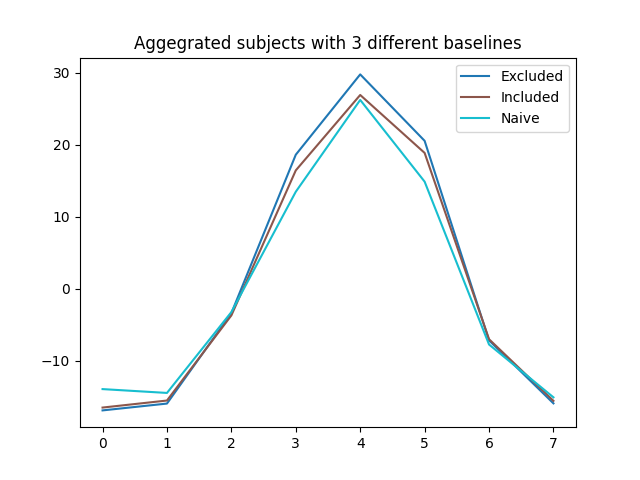 Aggegrated subjects with 3 different baselines
30
20
10
0
−10
0 1 2 3 4 5 6 7
Excluded
Included
Naive